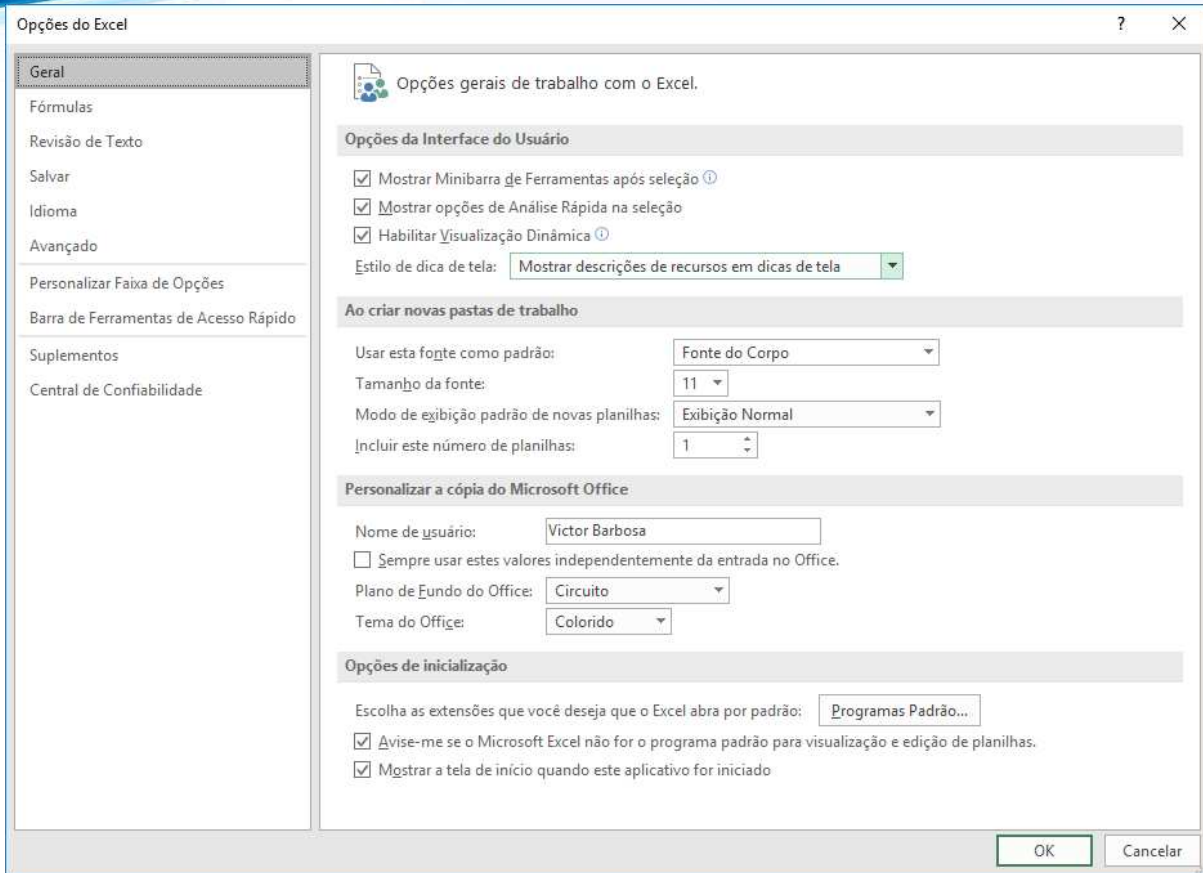 Opções do Excel
?
Geral
Fórmulas
Revisão de Texto
Salvar
Idioma
Avançado
Personalizar Faixa de Opções
Barra de Ferramentas de Acesso Rápido
Suplementos
Central de Confiabilidade
Opções gerais de trabalho com o Excel.
Opções da Interface do Usuário
Mostrar Minibarra de Ferramentas após seleção
Mostrar opções de Análise Rápida na seleção
Habilitar Visualização Dinâmica
Estilo de dica de tela: Mostrar descrições de recursos em dicas de tela
Ao criar novas pastas de trabalho
Usar esta fonte como padrão: Fonte do Corpo
Tamanho da fonte: 11
Modo de exibição padrão de novas planilhas: Exibição Normal
Incluir este número de planilhas: 1
Personalizar a cópia do Microsoft Office
Nome de usuário: Victor Barbosa
Sempre usar estes valores independentemente da entrada no Office.
Plano de Fundo do Office: Circuito
Tema do Office: Colorido
Opções de inicialização
Escolha as extensões que você deseja que o Excel abra por padrão: Programas Padrão...
Avise-me se o Microsoft Excel não for o programa padrão para visualização e edição de planilhas.
Mostrar a tela de início quando este aplicativo for iniciado
OK Cancelar